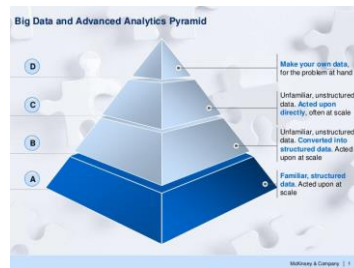 Big Data and Advanced Analytics Pyramid
D
Make your own data,
for the problem at hand
C
Unfamiliar, unstructured
data. Acted upon
directly, often at scale
B
Unfamiliar, unstructured
data. Converted into
structured data. Acted
upon at scale
A
Familiar, structured
data. Acted upon at
scale
McKinsey & Company